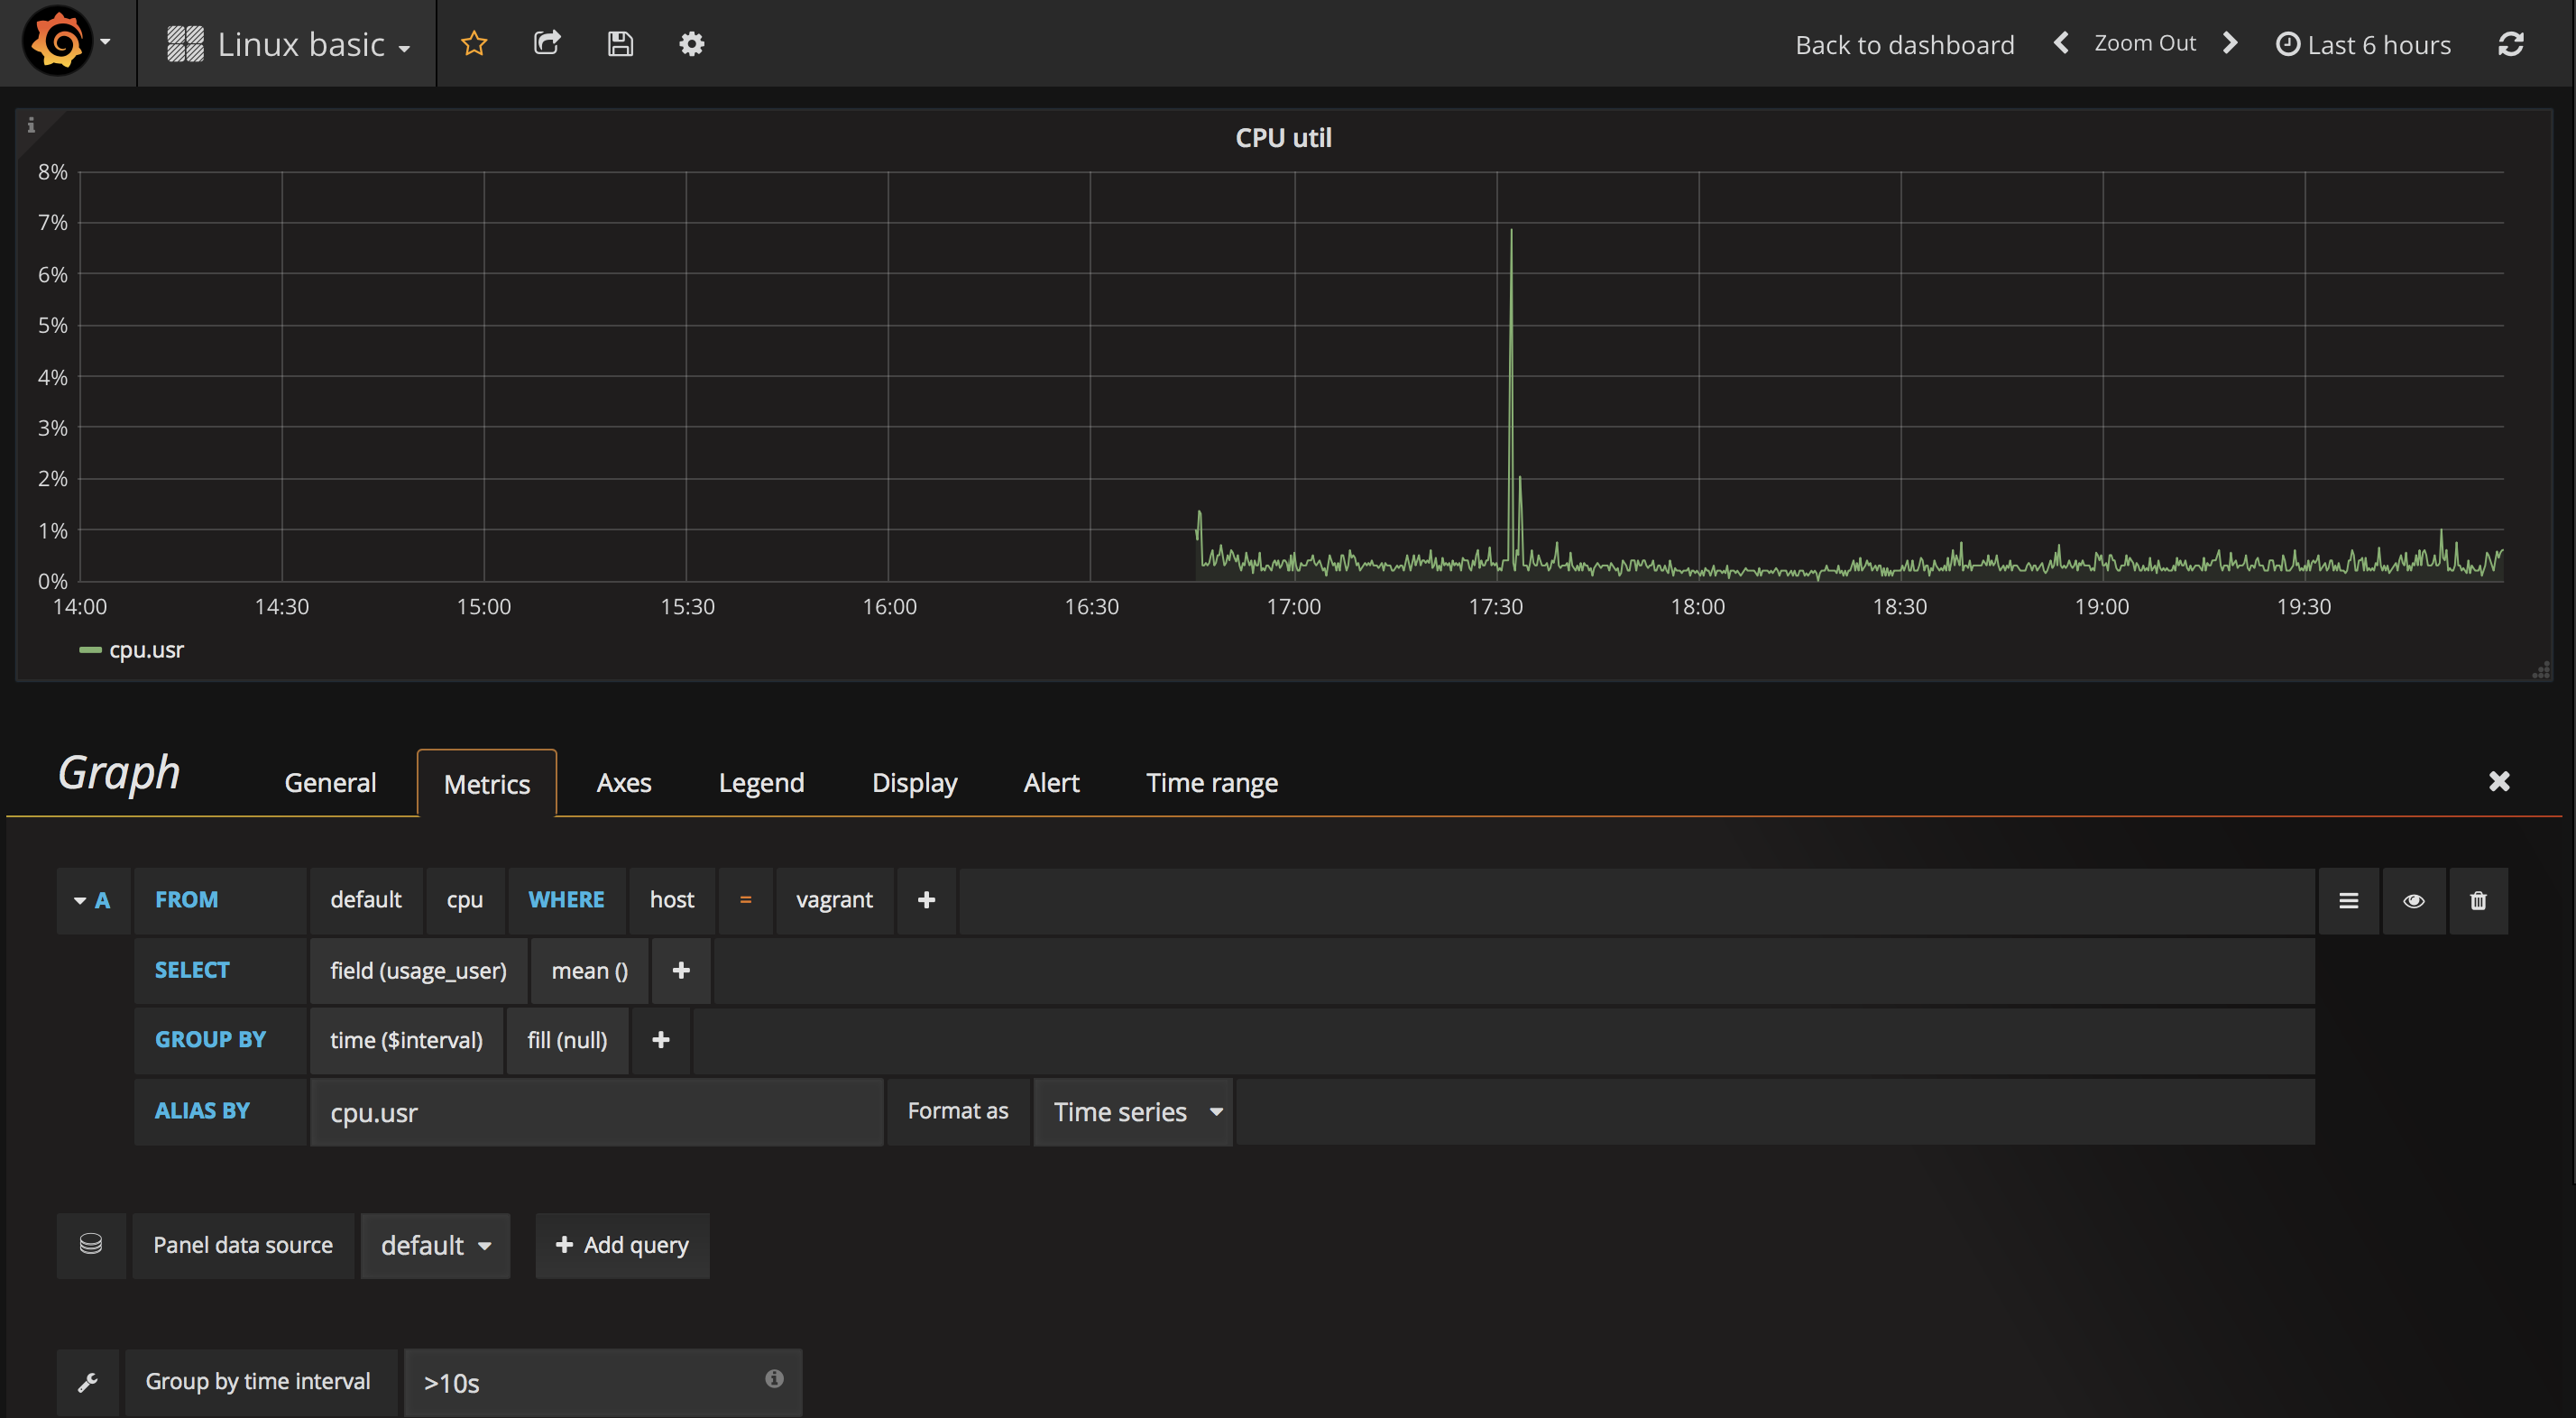 Linux basic
Back to dashboard Zoom Out Last 6 hours
CPU util
8%
7%
6%
5%
4%
3%
2%
1%
0%
14:00 14:30 15:00 15:30 16:00 16:30 17:00 17:30 18:00 18:30 19:00 19:30
cpu.usr
Graph General Metrics Axes Legend Display Alert Time range
A FROM default cpu WHERE host = vagrant +
SELECT field (usage_user) mean () +
GROUP BY time ($interval) fill (null) +
ALIAS BY cpu.usr Format as Time series
Panel data source default + Add query
Group by time interval >10s